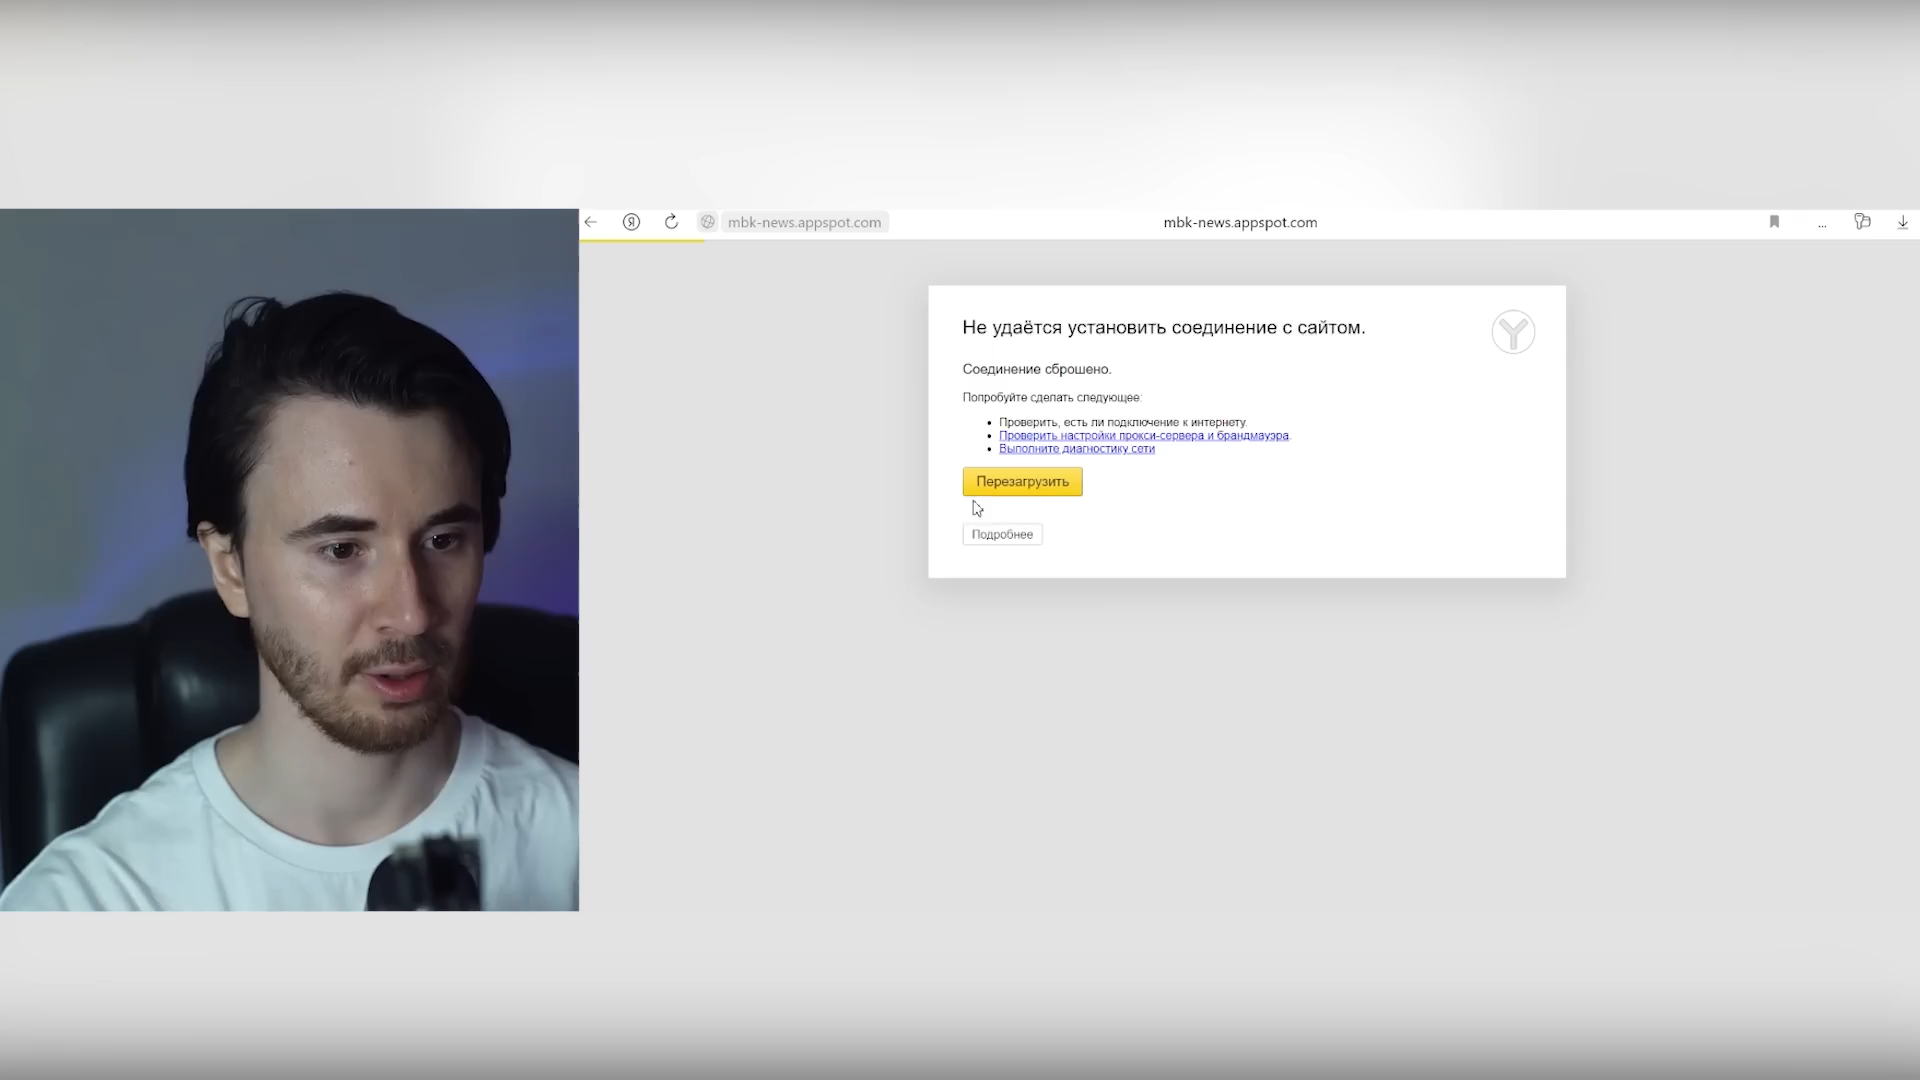 mbk-news.appspot.com
mbk-news.appspot.com
Не удаётся установить соединение с сайтом.
Соединение сброшено.
Попробуйте сделать следующее:
Проверить, есть ли подключение к интернету.
Проверить настройки прокси-сервера и брандмауэра.
Выполните диагностику сети
Перезагрузить
Подробнее